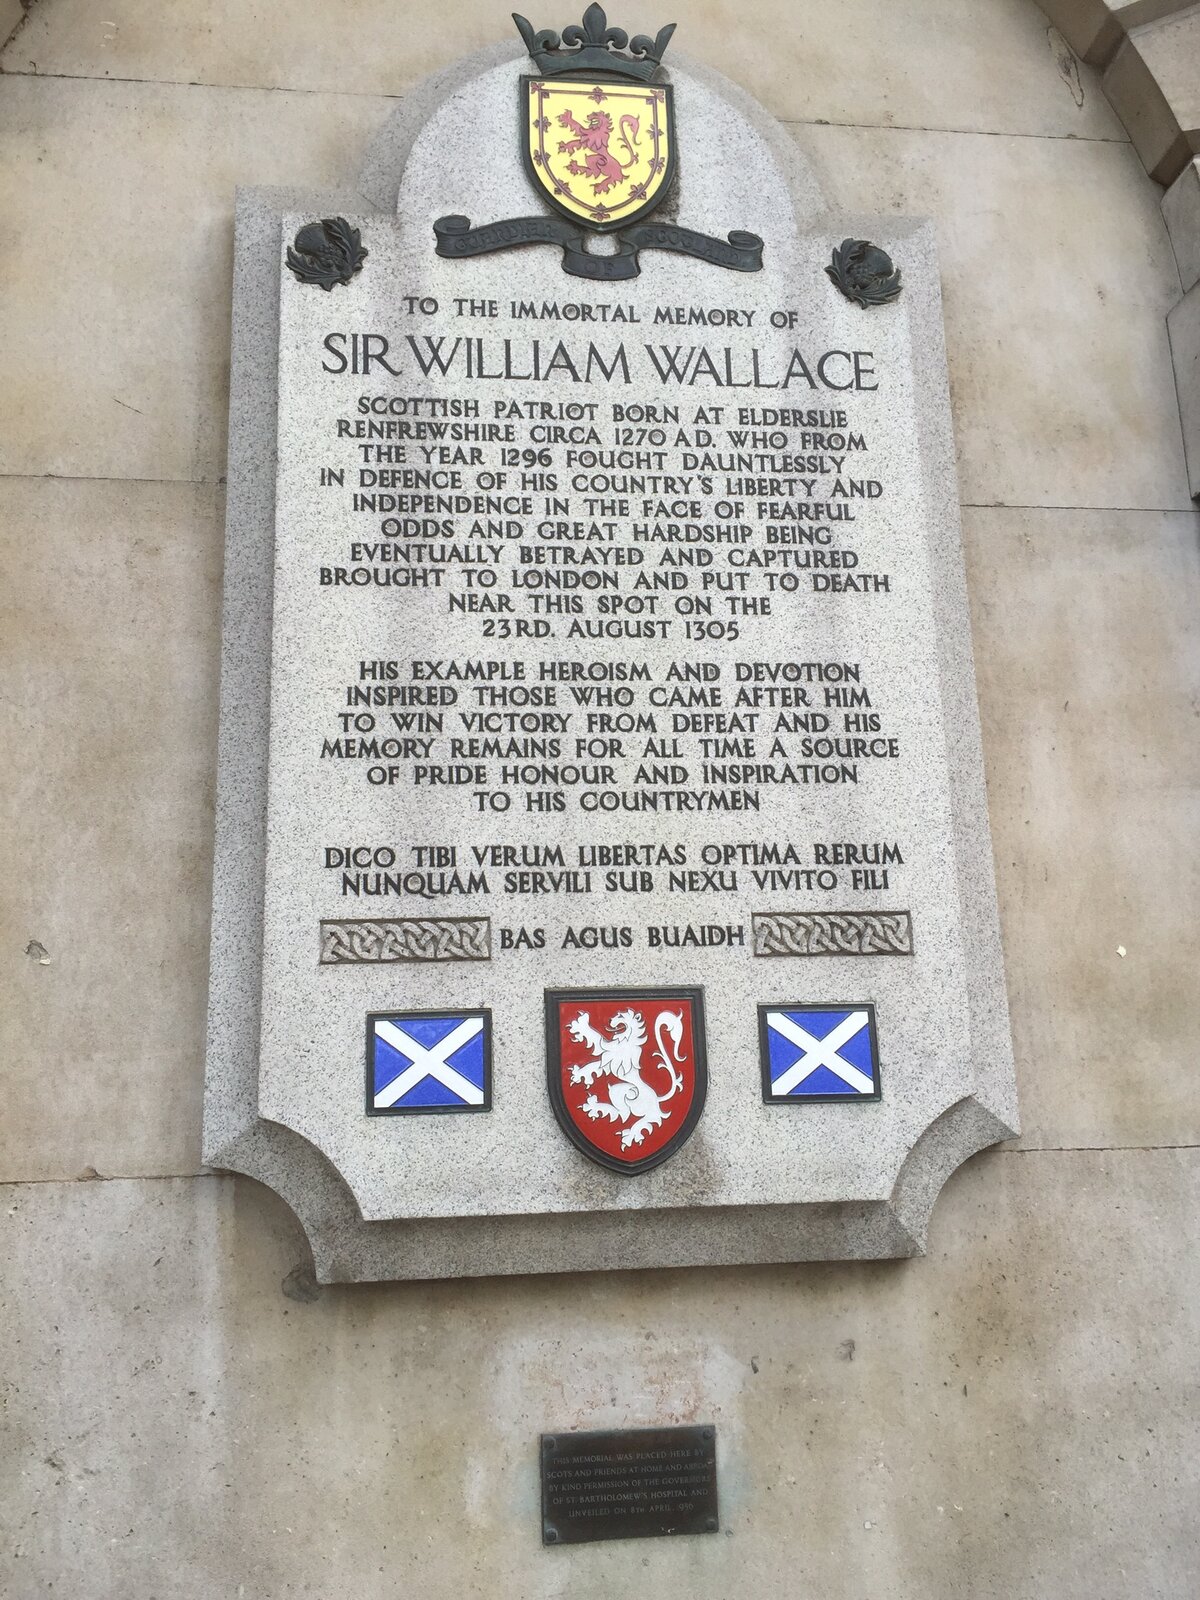 GUARDIAN OF SCOTLAND
TO THE IMMORTAL MEMORY OF
SIR WILLIAM WALLACE
SCOTTISH PATRIOT BORN AT ELDERSLIE
RENFREWSHIRE CIRCA 1270 A.D. WHO FROM
THE YEAR 1296 FOUGHT DAUNTLESSLY
IN DEFENCE OF HIS COUNTRY'S LIBERTY AND
INDEPENDENCE IN THE FACE OF FEARFUL
ODDS AND GREAT HARDSHIP BEING
EVENTUALLY BETRAYED AND CAPTURED
BROUGHT TO LONDON AND PUT TO DEATH
NEAR THIS SPOT ON THE
23RD. AUGUST 1305
HIS EXAMPLE HEROISM AND DEVOTION
INSPIRED THOSE WHO CAME AFTER HIM
TO WIN VICTORY FROM DEFEAT AND HIS
MEMORY REMAINS FOR ALL TIME A SOURCE
OF PRIDE HONOUR AND INSPIRATION
TO HIS COUNTRYMEN
DICO TIBI VERUM LIBERTAS OPTIMA RERUM
NUNQUAM SERVILI SUB NEXU VIVITO FILI
BAS AGUS BUAIDH
THIS MEMORIAL WAS PLACED HERE BY
SCOTS AND FRIENDS AT HOME AND ABROAD
BY KIND PERMISSION OF THE GOVERNORS
OF ST. BARTHOLOMEW'S HOSPITAL AND
UNVEILED ON 8TH APRIL, 1956